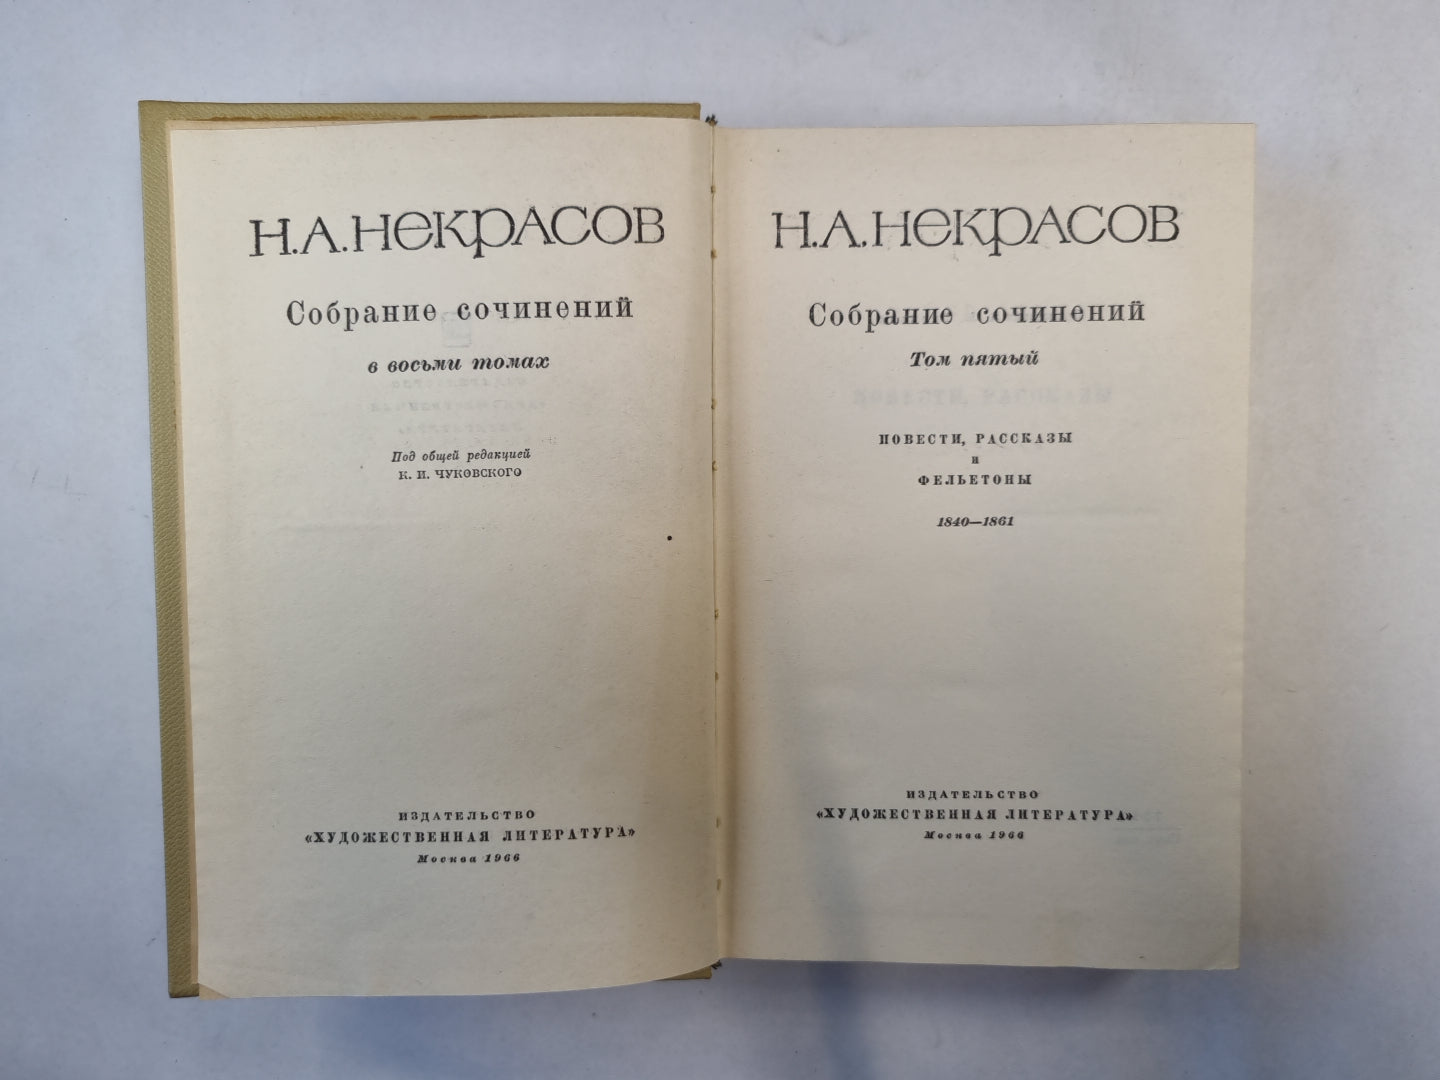 Н.А.НЕКРАСОВ
Собрание сочинений
в восьми томах
Под общей редакцией
К. И. ЧУКОВСКОГО
ИЗДАТЕЛЬСТВО
«ХУДОЖЕСТВЕННАЯ ЛИТЕРАТУРА»
Москва 1966
Н.А.НЕКРАСОВ
Собрание сочинений
Том пятый
ПОВЕСТИ, РАССКАЗЫ
И
ФЕЛЬЕТОНЫ
1840—1861
ИЗДАТЕЛЬСТВО
«ХУДОЖЕСТВЕННАЯ ЛИТЕРАТУРА»
Москва 1966